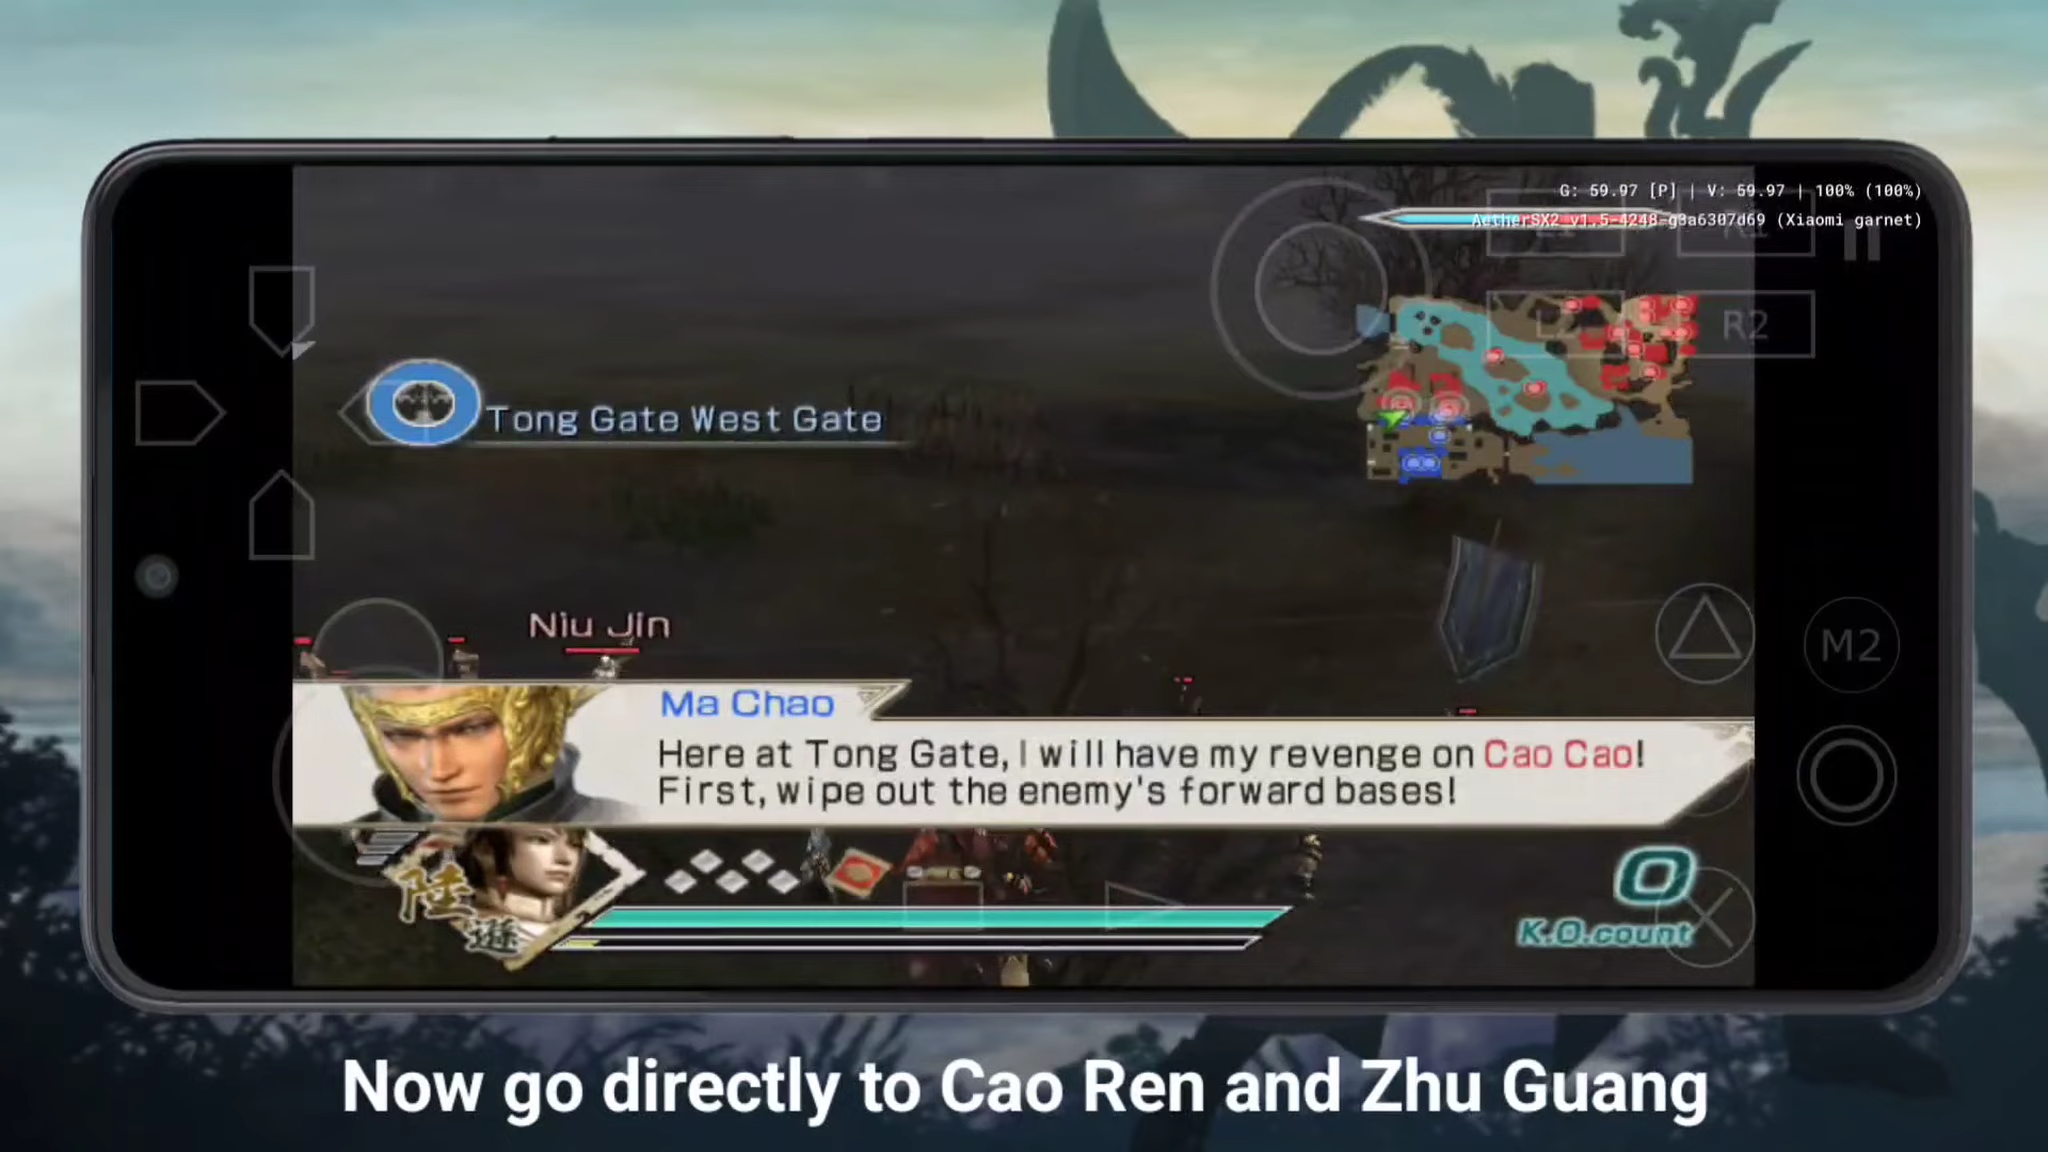 G: 59.97 [P] | V: 59.97 | 100% (100%)
AetherSX2 v1.5-4248-g3a6307d69 (Xiaomi garnet)
R2
Tong Gate West Gate
Niu Jin
M2
Ma Chao
Here at Tong Gate, I will have my revenge on Cao Cao!
First, wipe out the enemy's forward bases!
陸
遜
0
K.O.count
Now go directly to Cao Ren and Zhu Guang